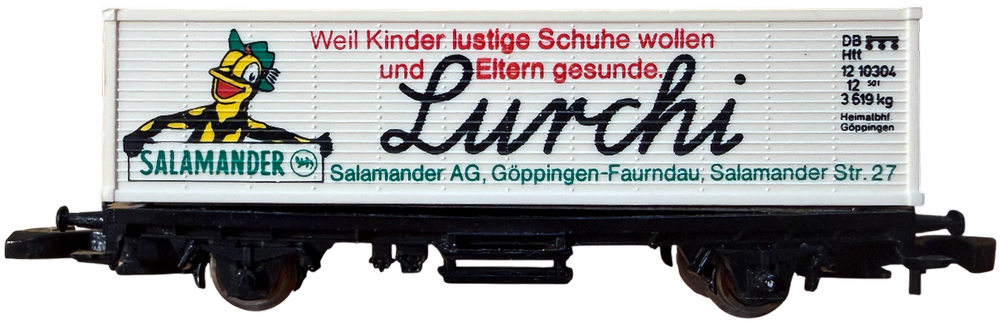 Weil Kinder lustige Schuhe wollen
und Eltern gesunde.
Lurchi
SALAMANDER
Salamander AG, Göppingen-Faurndau, Salamander Str. 27
DB
Htt
12 10304
12 501
3 619 kg
Heimatbhf
Göppingen